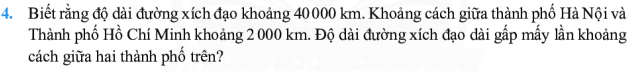 4. Biết rằng độ dài đường xích đạo khoảng 40 000 km. Khoảng cách giữa thành phố Hà Nội và
Thành phố Hồ Chí Minh khoảng 2 000 km. Độ dài đường xích đạo dài gấp mấy lần khoảng
cách giữa hai thành phố trên?